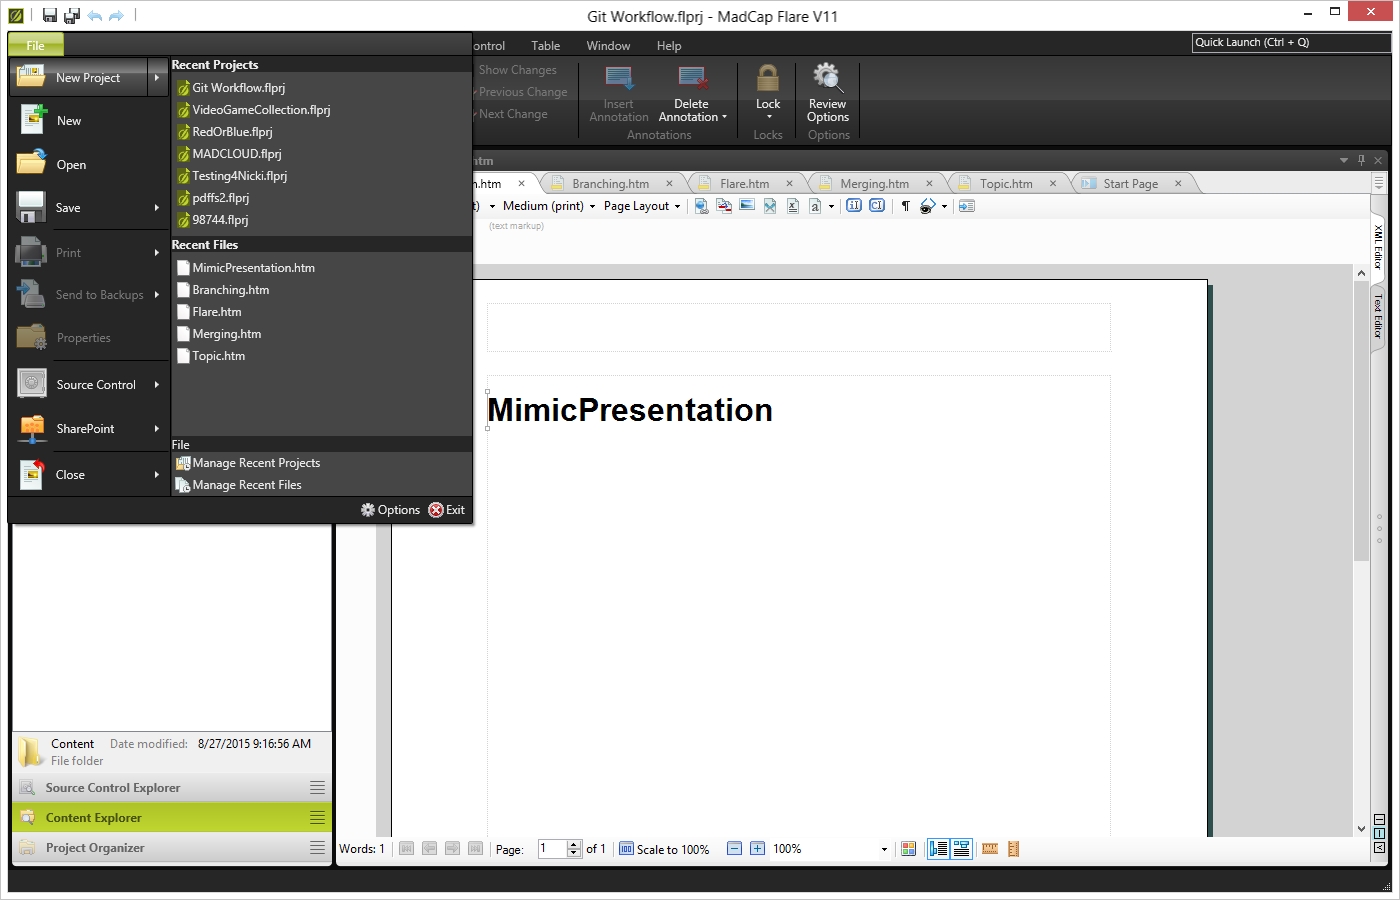 Git Workflow.flprj - MadCap Flare V11
File
ontrol Table Window Help
Quick Launch (Ctrl + Q)
New Project
New
Open
Save
Print
Send to Backups
Properties
Source Control
SharePoint
Close
Recent Projects
Git Workflow.flprj
VideoGameCollection.flprj
RedOrBlue.flprj
MADCLOUD.flprj
Testing4Nicki.flprj
pdffs2.flprj
98744.flprj
Recent Files
MimicPresentation.htm
Branching.htm
Flare.htm
Merging.htm
Topic.htm
File
Manage Recent Projects
Manage Recent Files
Options Exit
Show Changes
Previous Change
Next Change
Insert Annotation
Delete Annotation
Annotations
Lock
Locks
Review Options
Options
htm
n.htm Branching.htm Flare.htm Merging.htm Topic.htm Start Page
t) Medium (print) Page Layout
(text markup)
XML Editor
Text Editor
MimicPresentation
Content Date modified: 8/27/2015 9:16:56 AM
File folder
Source Control Explorer
Content Explorer
Project Organizer
Words: 1 Page: 1 of 1 Scale to 100% 100%